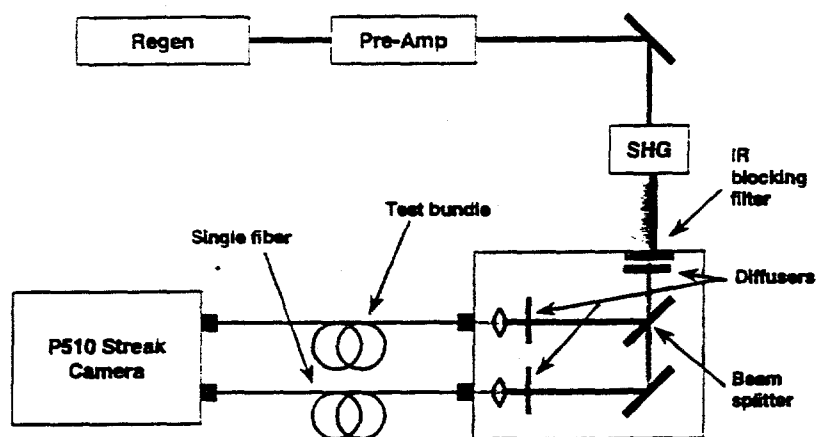 Regen
Pre-Amp
SHG
IR
blocking
filter
Test bundle
Single fiber
Diffusers
P510 Streak
Camera
Beam
splitter